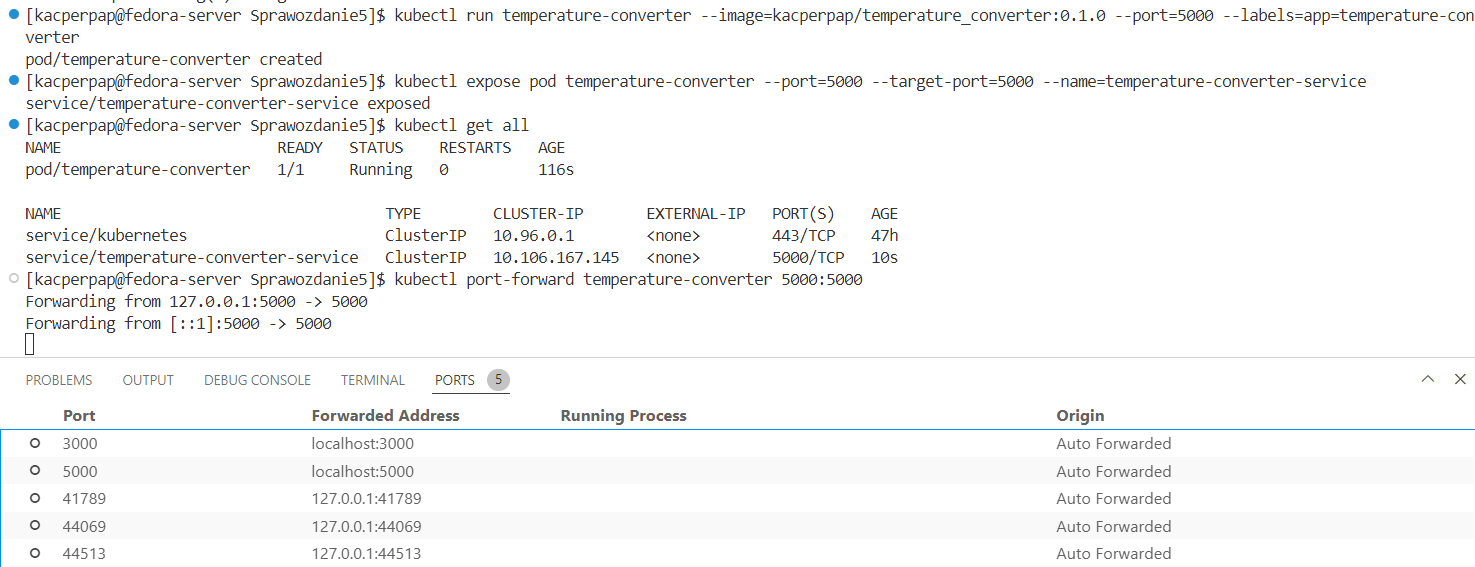 [kacperpap@fedora-server Sprawozdanie5]$ kubectl run temperature-converter --image=kacperpap/temperature_converter:0.1.0 --port=5000 --labels=app=temperature-con
verter
pod/temperature-converter created
[kacperpap@fedora-server Sprawozdanie5]$ kubectl expose pod temperature-converter --port=5000 --target-port=5000 --name=temperature-converter-service
service/temperature-converter-service exposed
[kacperpap@fedora-server Sprawozdanie5]$ kubectl get all
NAME READY STATUS RESTARTS AGE
pod/temperature-converter 1/1 Running 0 116s
NAME TYPE CLUSTER-IP EXTERNAL-IP PORT(S) AGE
service/kubernetes ClusterIP 10.96.0.1 <none> 443/TCP 47h
service/temperature-converter-service ClusterIP 10.106.167.145 <none> 5000/TCP 10s
[kacperpap@fedora-server Sprawozdanie5]$ kubectl port-forward temperature-converter 5000:5000
Forwarding from 127.0.0.1:5000 -> 5000
Forwarding from [::1]:5000 -> 5000
PROBLEMS OUTPUT DEBUG CONSOLE TERMINAL PORTS 5
Port Forwarded Address Running Process Origin
3000 localhost:3000 Auto Forwarded
5000 localhost:5000 Auto Forwarded
41789 127.0.0.1:41789 Auto Forwarded
44069 127.0.0.1:44069 Auto Forwarded
44513 127.0.0.1:44513 Auto Forwarded